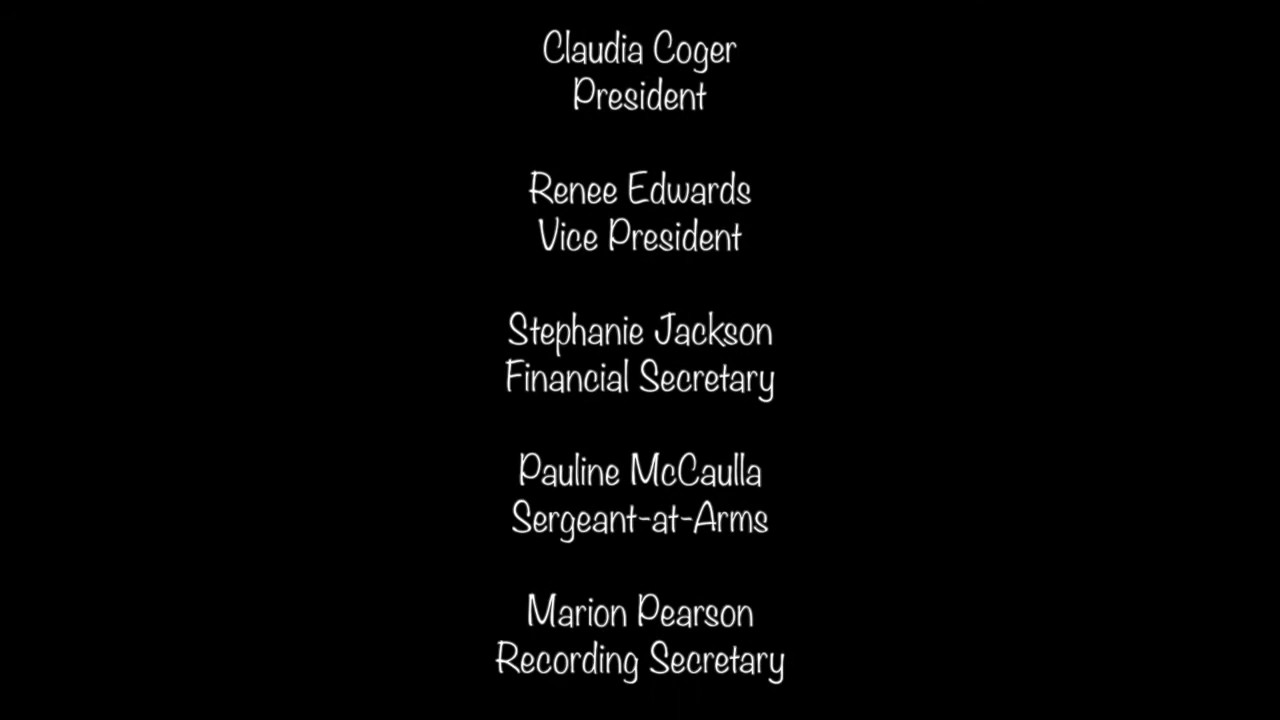 Claudia Coger
President
Renee Edwards
Vice President
Stephanie Jackson
Financial Secretary
Pauline McCaulla
Sergeant-at-Arms
Marion Pearson
Recording Secretary